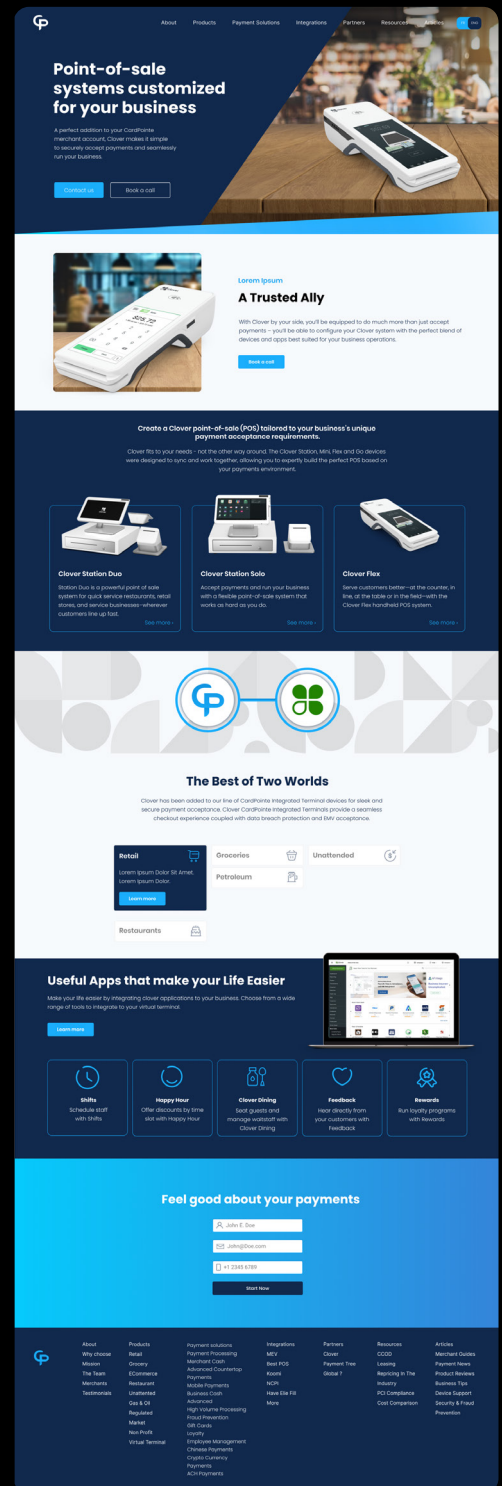 About Products Payment Solutions Integrations Partners Resources Articles
Point-of-sale
systems customized
for your business
A perfect addition to your CardPointe
merchant account, Clover makes it simple
to securely accept payments and seamlessly
run your business.
Contact us Book a call
Lorem Ipsum
A Trusted Ally
With Clover by your side, you'll be equipped to do much more than just accept
payments – you'll be able to configure your Clover system with the perfect blend of
devices and apps best suited for your business operations.
Book a call
$25.72
Create a Clover point-of-sale (POS) tailored to your business's unique
payment acceptance requirements.
Clover fits to your needs - not the other way around. The Clover Station, Mini, Flex and Go devices
were designed to sync and work together, allowing you to expertly build the perfect POS based on
your payments environment.
Clover Station Duo
Station Duo is a powerful point of sale
system for quick service restaurants, retail
stores, and service businesses—wherever
customers line up fast.
See more ›
Clover Station Solo
Accept payments and run your business
with a flexible point-of-sale system that
works as hard as you do.
See more ›
Clover Flex
Serve customers better—at the counter, in
line, at the table or in the field—with the
Clover Flex handheld POS system.
See more ›
The Best of Two Worlds
Clover has been added to our line of CardPointe Integrated Terminal devices for sleek and
secure payment acceptance. Clover CardPointe Integrated Terminals provide a seamless
checkout experience coupled with data breach protection and EMV acceptance.
Retail
Lorem Ipsum Dolor Sit Amet.
Lorem Ipsum Dolor.
Learn more
Groceries
Unattended
Petroleum
Restaurants
Useful Apps that make your Life Easier
Make your life easier by integrating clover applications to your business. Choose from a wide
range of tools to integrate to your virtual terminal.
Learn more
Shifts
Schedule staff
with Shifts
Happy Hour
Offer discounts by time
slot with Happy Hour
Clover Dining
Seat guests and
manage waitstaff with
Clover Dining
Feedback
Hear directly from
your customers with
Feedback
Rewards
Run loyalty programs
with Rewards
Feel good about your payments
John E. Doe
John@Doe.com
+1 2345 6789
Start Now
About
Why choose
Mission
The Team
Merchants
Testimonials
Products
Retail
Grocery
ECommerce
Restaurant
Unattented
Gas & Oil
Regulated
Market
Non Profit
Virtual Terminal
Payment solutions
Payment Processing
Merchant Cash
Advanced Countertop
Payments
Mobile Payments
Business Cash
Advanced
High Volume Processing
Fraud Prevention
Gift Cards
Loyalty
Employee Management
Chinese Payments
Crypto Currency
Payments
ACH Payments
Integrations
MEV
Best POS
Koomi
NCPI
Have Elle Fill
More
Partners
Clover
Payment Tree
Global ?
Resources
CCOD
Leasing
Repricing In The
Industry
PCI Compliance
Cost Comparison
Articles
Merchant Guides
Payment News
Product Reviews
Business Tips
Device Support
Security & Fraud
Prevention